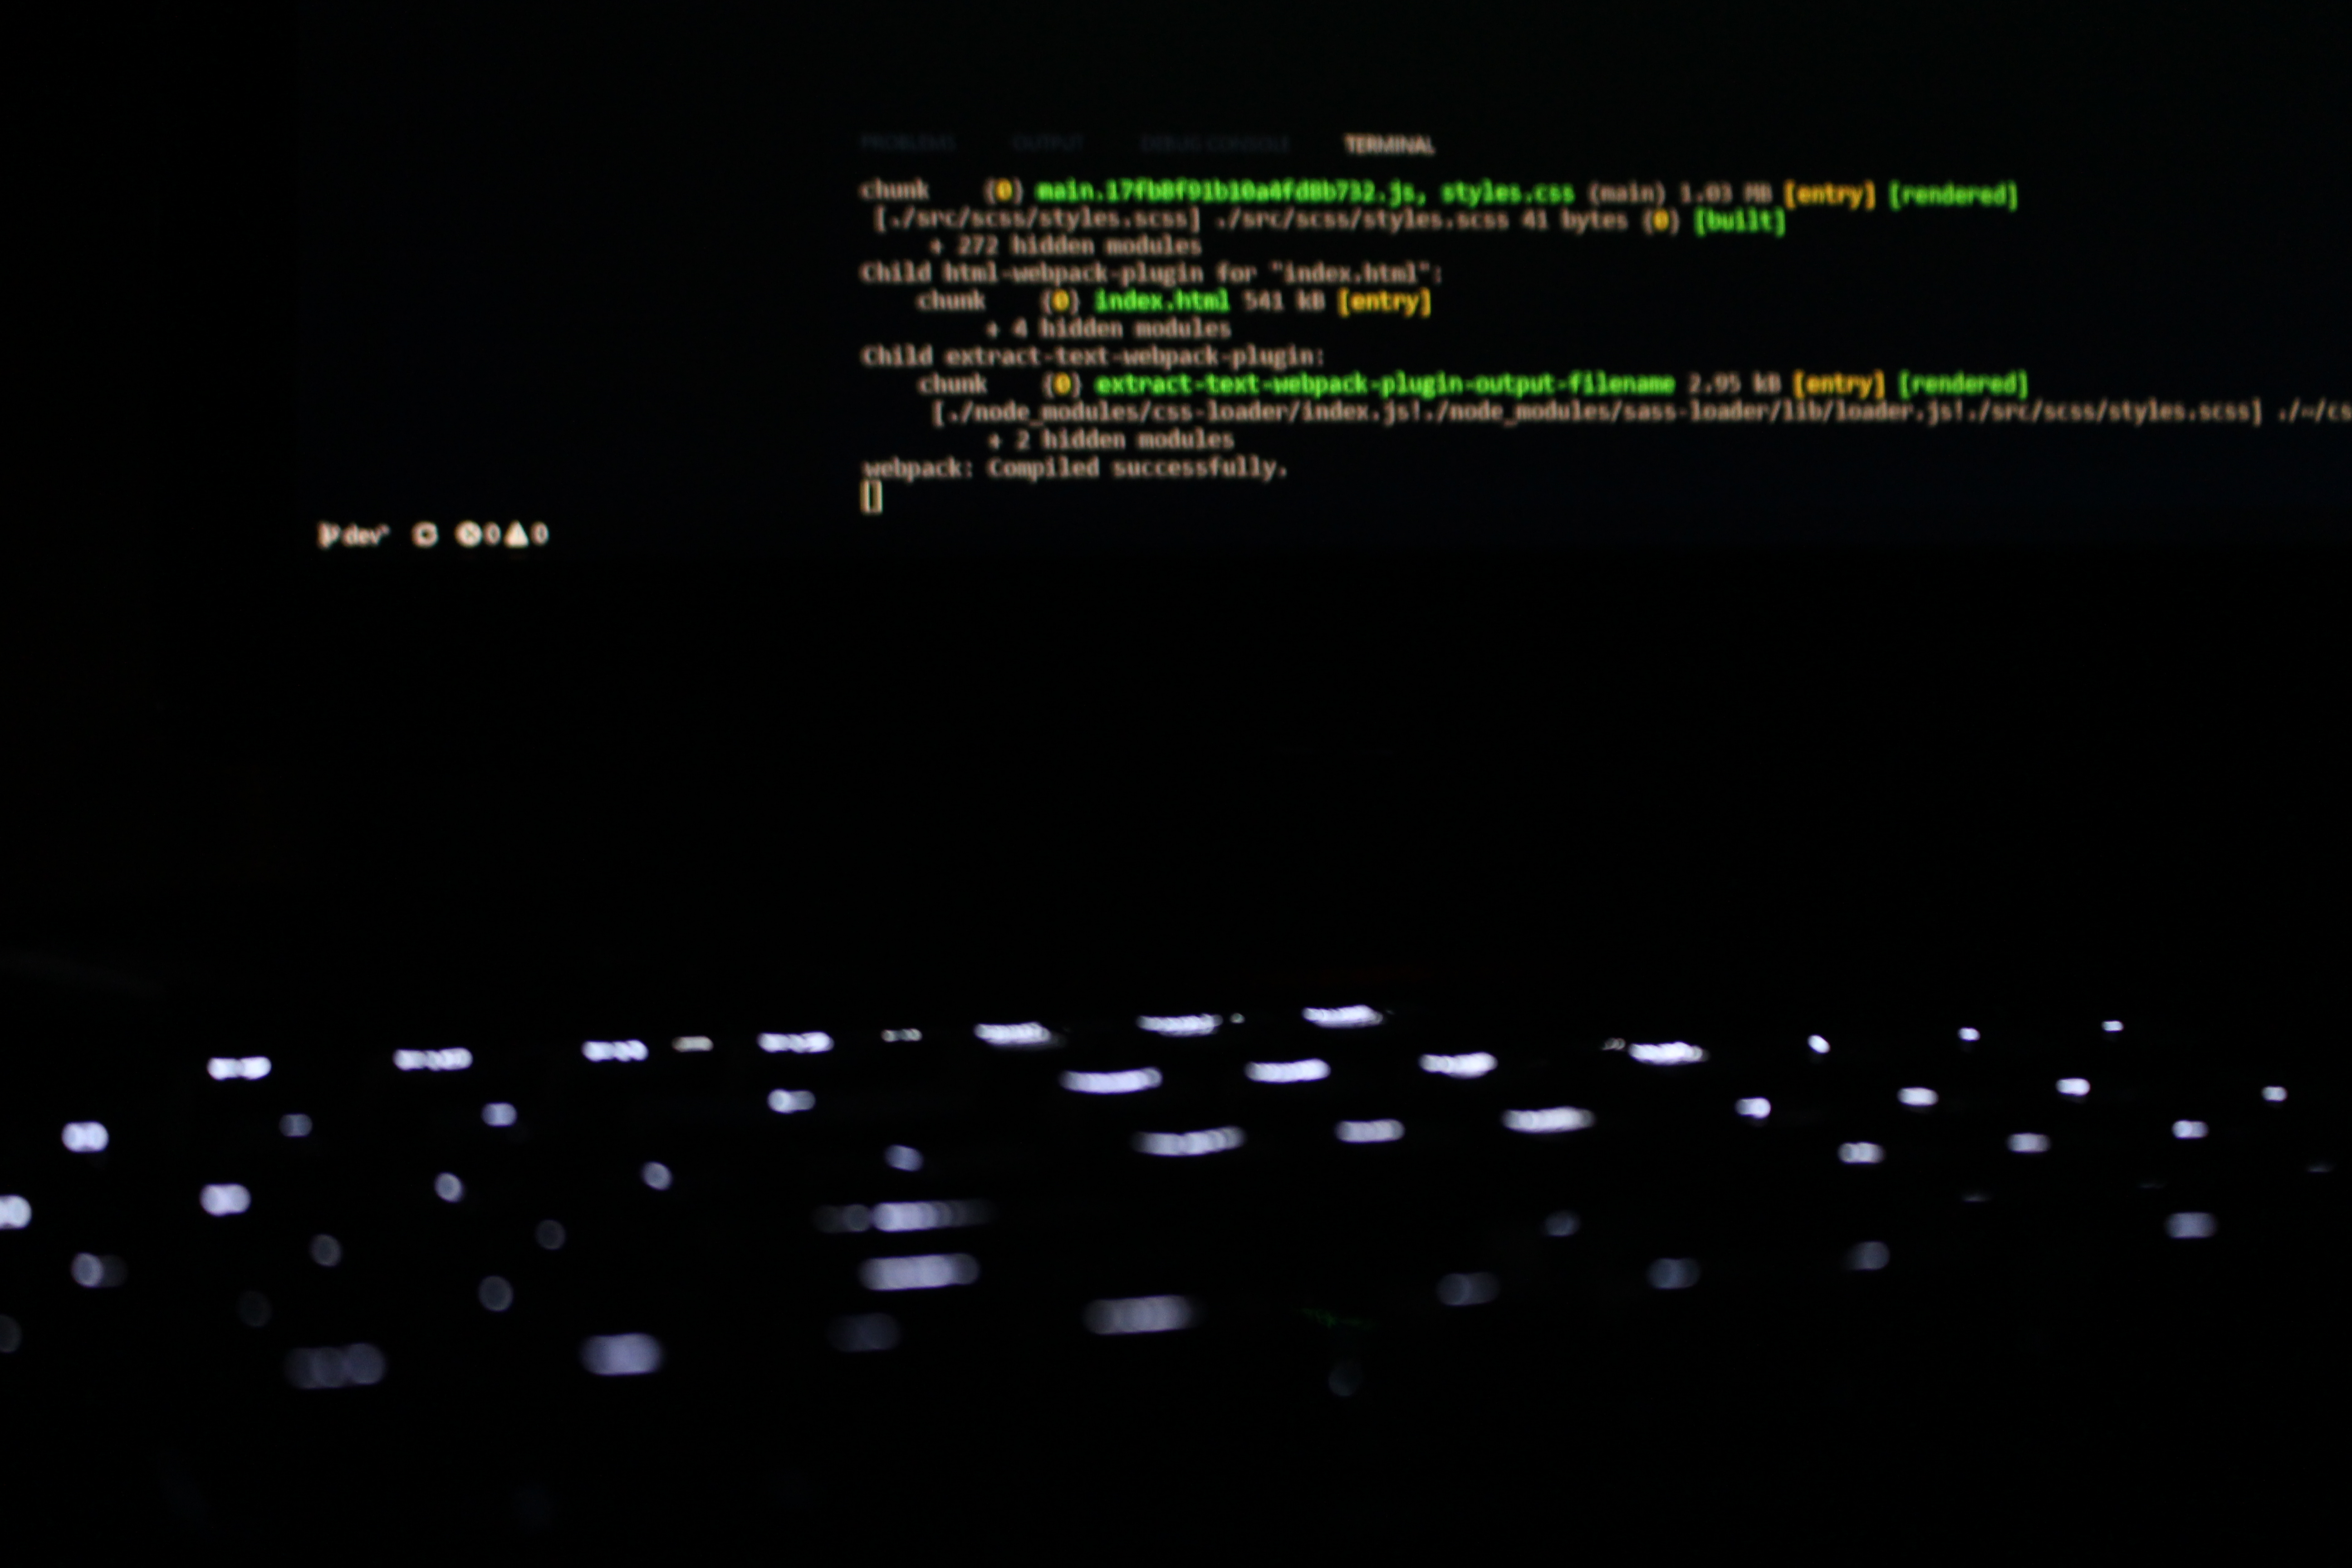 PROBLEMS OUTPUT DEBUG CONSOLE TERMINAL
chunk {0} main.17fb8f91b10a4fd8b732.js, styles.css (main) 1.03 MB [entry] [rendered]
[./src/scss/styles.scss] ./src/scss/styles.scss 41 bytes {0} [built]
+ 272 hidden modules
Child html-webpack-plugin for "index.html":
chunk {0} index.html 541 kB [entry]
+ 4 hidden modules
Child extract-text-webpack-plugin:
chunk {0} extract-text-webpack-plugin-output-filename 2.95 kB [entry] [rendered]
[./node_modules/css-loader/index.js!./node_modules/sass-loader/lib/loader.js!./src/scss/styles.scss] ./~/cs
+ 2 hidden modules
webpack: Compiled successfully.
dev* 0 0